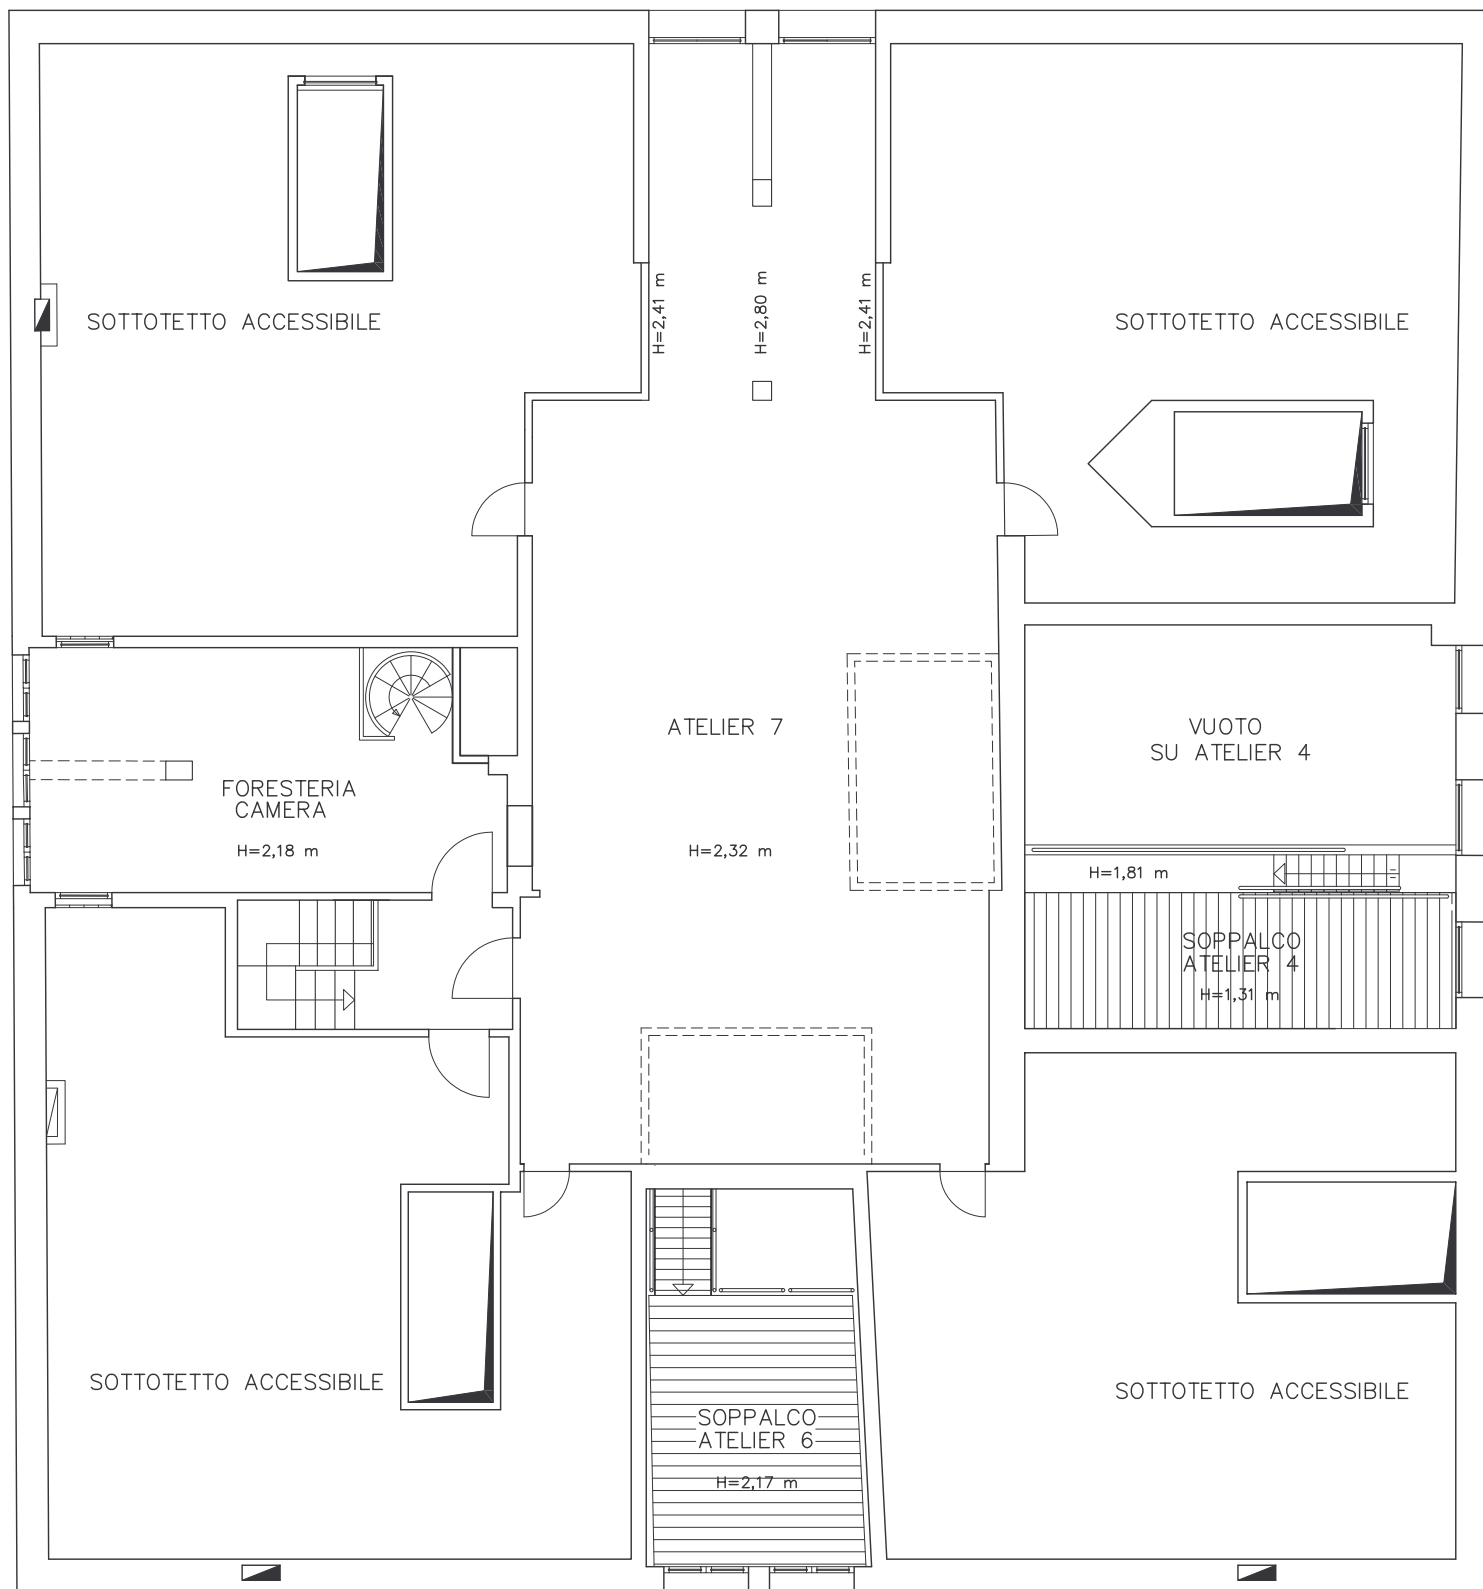 H=2,41 m
H=2,80 m
H=2,41 m
SOTTOTETTO ACCESSIBILE
SOTTOTETTO ACCESSIBILE
ATELIER 7
VUOTO
SU ATELIER 4
FORESTERIA
CAMERA
H=2,18 m
H=2,32 m
H=1,81 m
SOPPALCO
ATELIER 4
H=1,31 m
SOTTOTETTO ACCESSIBILE
SOTTOTETTO ACCESSIBILE
SOPPALCO
ATELIER 6
H=2,17 m